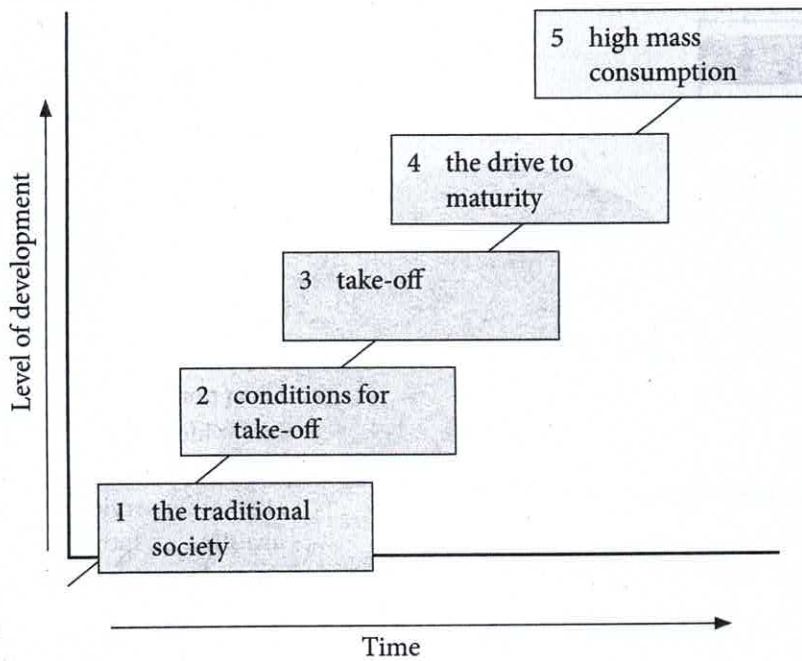 5 high mass
consumption
4 the drive to
maturity
3 take-off
2 conditions for
take-off
1 the traditional
society
Level of development
Time